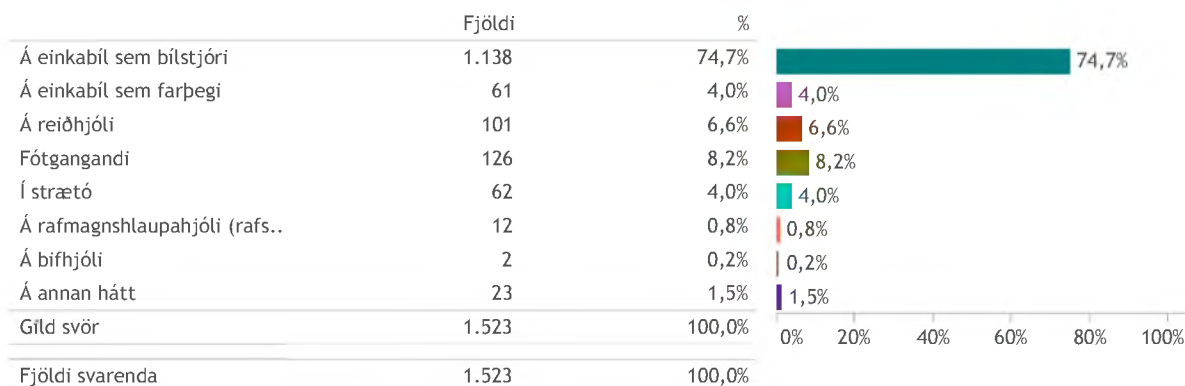 Fjöldi %
Á einkabíl sem bílstjóri 1.138 74,7% 74,7%
Á einkabíl sem farþegi 61 4,0% 4,0%
Á reiðhjóli 101 6,6% 6,6%
Fótgangandi 126 8,2% 8,2%
Í strætó 62 4,0% 4,0%
Á rafmagnshlaupahjóli (rafs.. 12 0,8% 0,8%
Á bifhjóli 2 0,2% 0,2%
Á annan hátt 23 1,5% 1,5%
Gild svör 1.523 100,0%
0% 20% 40% 60% 80% 100%
Fjöldi svarenda 1.523 100,0%